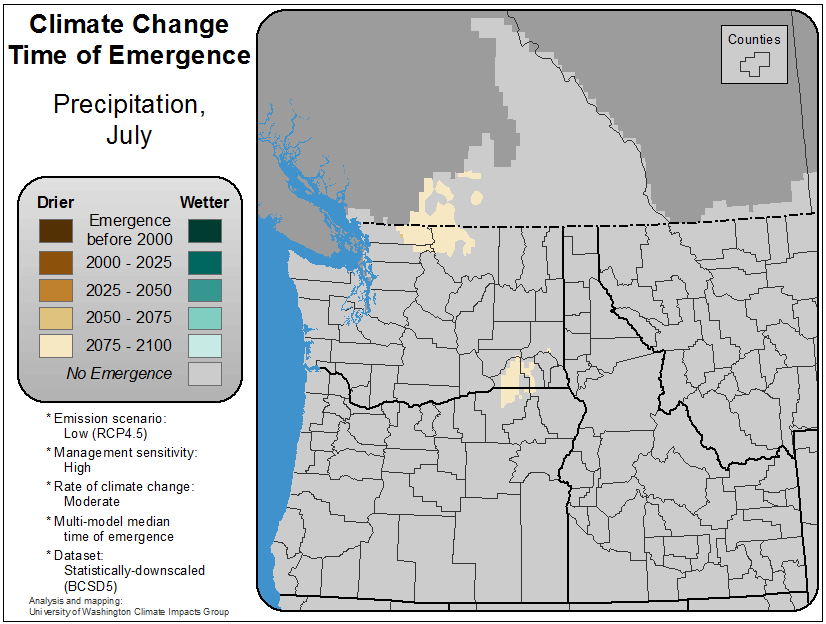 Climate Change
Time of Emergence
Precipitation,
July
Drier
Wetter
Emergence
before 2000
2000 - 2025
2025 - 2050
2050 - 2075
2075 - 2100
No Emergence
* Emission scenario:
Low (RCP4.5)
* Management sensitivity:
High
* Rate of climate change:
Moderate
* Multi-model median
time of emergence
* Dataset:
Statistically-downscaled
(BCSD5)
Analysis and mapping:
University of Washington Climate Impacts Group
Counties